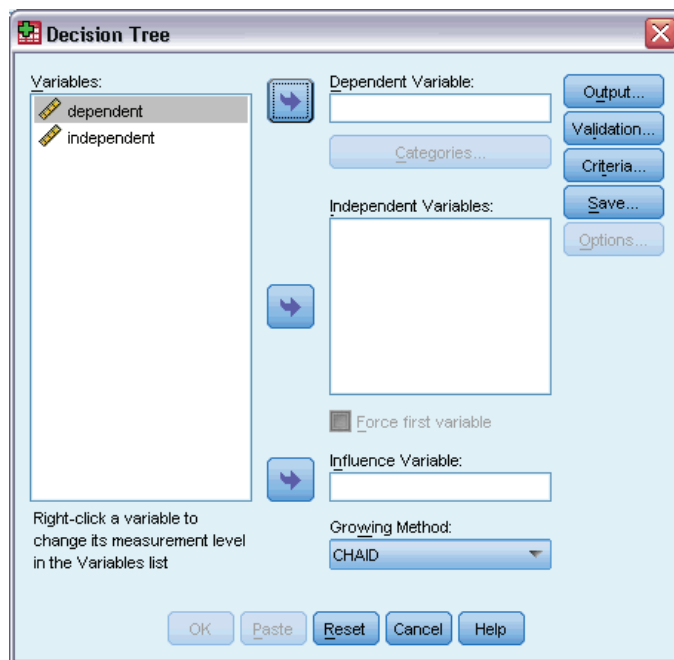 Decision Tree
Variables:
dependent
independent
Right-click a variable to
change its measurement level
in the Variables list
Dependent Variable:
Categories...
Independent Variables:
Force first variable
Influence Variable:
Growing Method:
CHAID
Output...
Validation...
Criteria...
Save...
Options...
OK
Paste
Reset
Cancel
Help